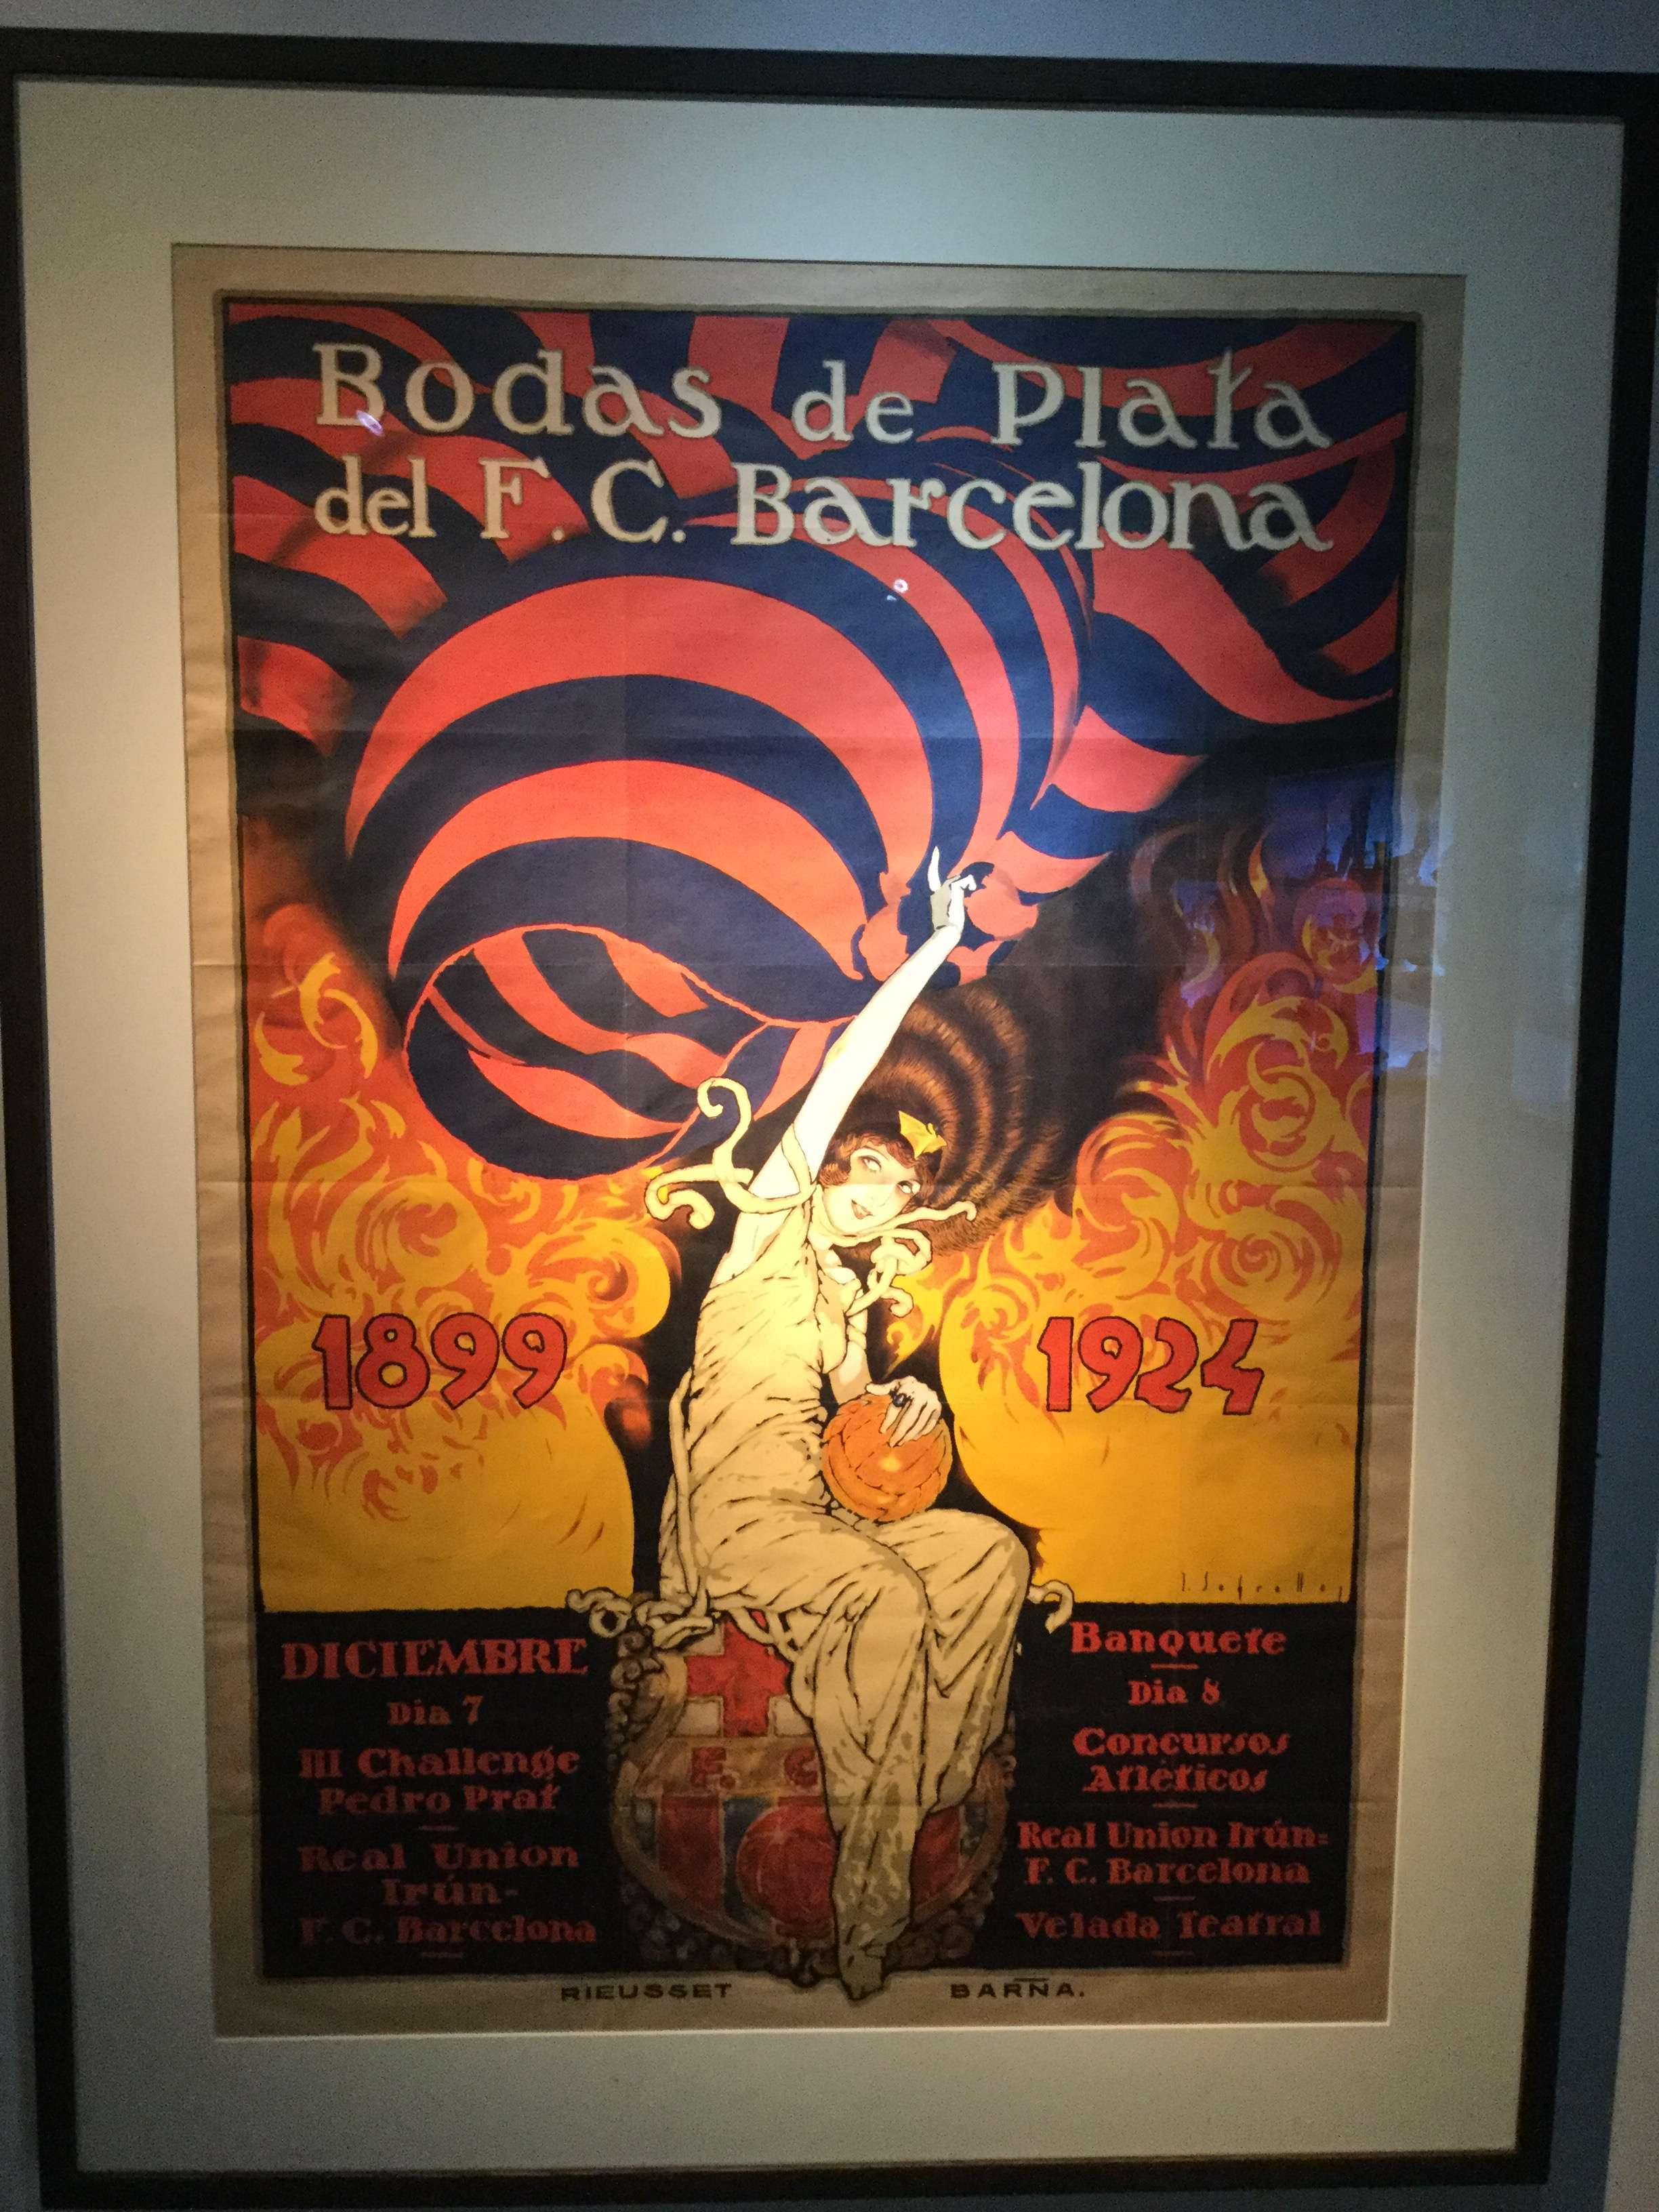 Bodas de Plata
del F. C. Barcelona
1899
1924
DICIEMBRE
Dia 7
III Challenge
Pedro Prat
Real Union
Irún-
F. C. Barcelona
Banquete
Dia 8
Concursos
Atléticos
Real Union Irún-
F. C. Barcelona
Velada Teatral
F. C.
RIEUSSET BARÑA.